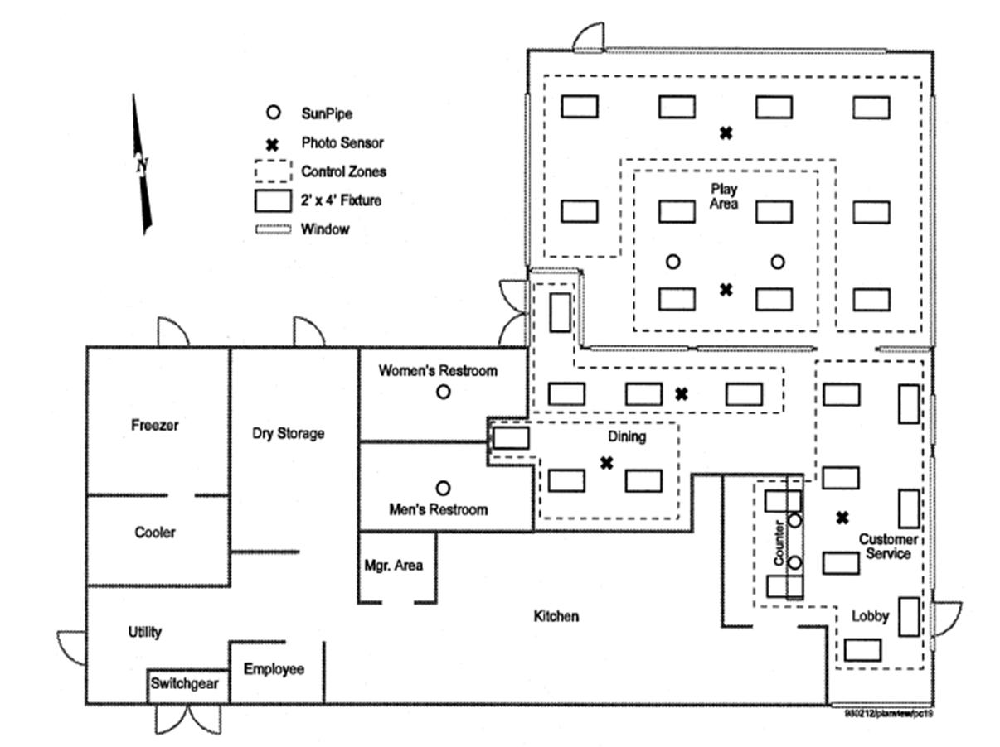 N
SunPipe
Photo Sensor
Control Zones
2' x 4' Fixture
Window
Play
Area
Women's Restroom
Freezer
Dry Storage
Dining
Men's Restroom
Cooler
Counter
Customer
Service
Mgr. Area
Kitchen
Lobby
Utility
Employee
Switchgear
980212/planview/pc19